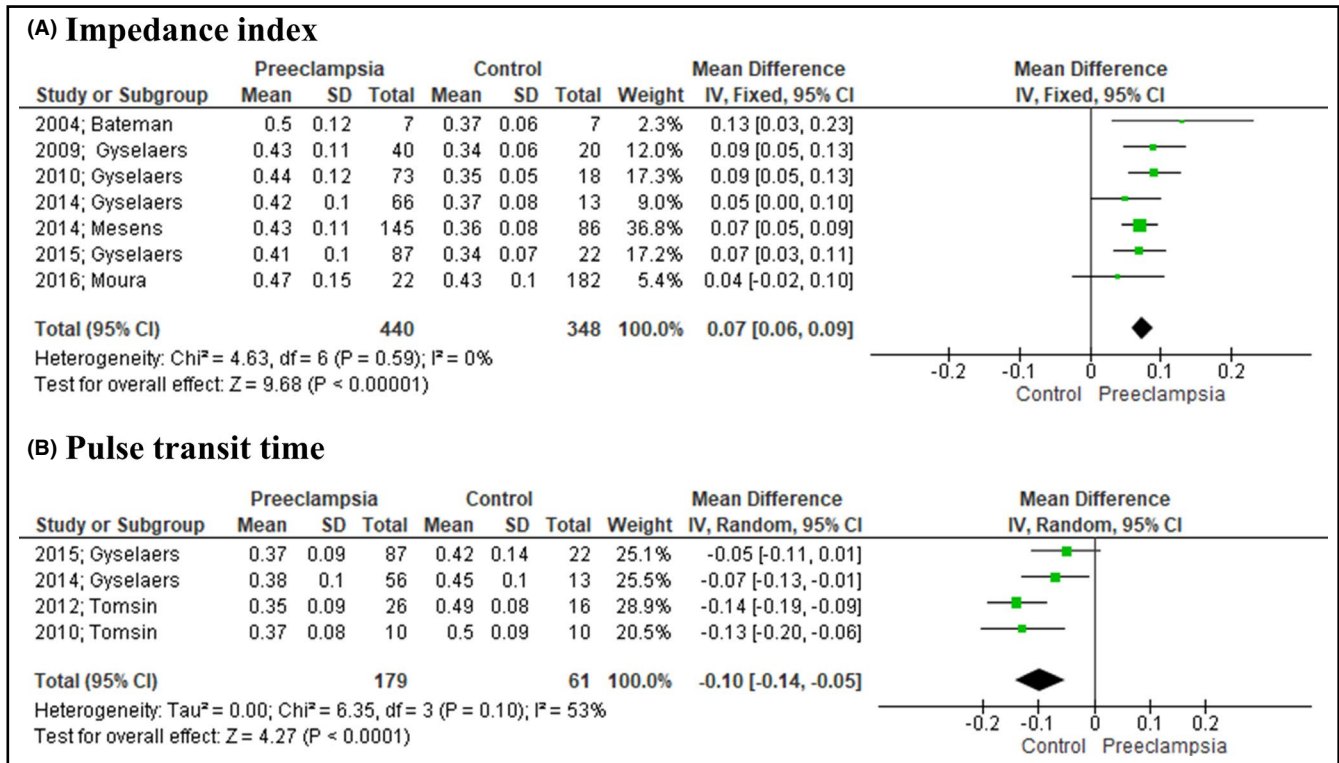 (A) Impedance index
Preeclampsia Control Mean Difference Mean Difference
Study or Subgroup Mean SD Total Mean SD Total Weight IV, Fixed, 95% CI IV, Fixed, 95% CI
2004; Bateman 0.5 0.12 7 0.37 0.06 7 2.3% 0.13 [0.03, 0.23]
2009; Gyselaers 0.43 0.11 40 0.34 0.06 20 12.0% 0.09 [0.05, 0.13]
2010; Gyselaers 0.44 0.12 73 0.35 0.05 18 17.3% 0.09 [0.05, 0.13]
2014; Gyselaers 0.42 0.1 66 0.37 0.08 13 9.0% 0.05 [0.00, 0.10]
2014; Mesens 0.43 0.11 145 0.36 0.08 86 36.8% 0.07 [0.05, 0.09]
2015; Gyselaers 0.41 0.1 87 0.34 0.07 22 17.2% 0.07 [0.03, 0.11]
2016; Moura 0.47 0.15 22 0.43 0.1 182 5.4% 0.04 [-0.02, 0.10]
Total (95% CI) 440 348 100.0% 0.07 [0.06, 0.09]
Heterogeneity: Chi² = 4.63, df = 6 (P = 0.59); I² = 0%
Test for overall effect: Z = 9.68 (P < 0.00001)
-0.2 -0.1 0 0.1 0.2
Control Preeclampsia
(B) Pulse transit time
Preeclampsia Control Mean Difference Mean Difference
Study or Subgroup Mean SD Total Mean SD Total Weight IV, Random, 95% CI IV, Random, 95% CI
2015; Gyselaers 0.37 0.09 87 0.42 0.14 22 25.1% -0.05 [-0.11, 0.01]
2014; Gyselaers 0.38 0.1 56 0.45 0.1 13 25.5% -0.07 [-0.13, -0.01]
2012; Tomsin 0.35 0.09 26 0.49 0.08 16 28.9% -0.14 [-0.19, -0.09]
2010; Tomsin 0.37 0.08 10 0.5 0.09 10 20.5% -0.13 [-0.20, -0.06]
Total (95% CI) 179 61 100.0% -0.10 [-0.14, -0.05]
Heterogeneity: Tau² = 0.00; Chi² = 6.35, df = 3 (P = 0.10); I² = 53%
Test for overall effect: Z = 4.27 (P < 0.0001)
-0.2 -0.1 0 0.1 0.2
Control Preeclampsia